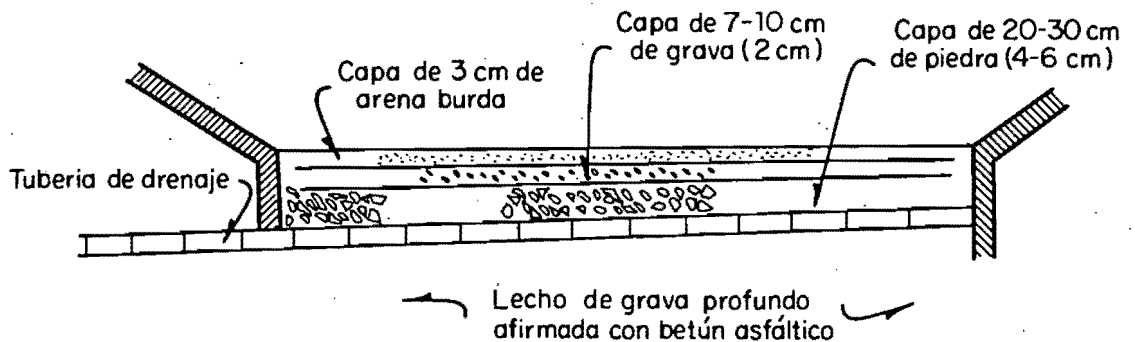 Capa de 7-10 cm
de grava (2 cm)
Capa de 20-30 cm
de piedra (4-6 cm)
Capa de 3 cm de
arena burda
Tuberia de drenaje
Lecho de grava profundo
afirmada con betún asfáltico